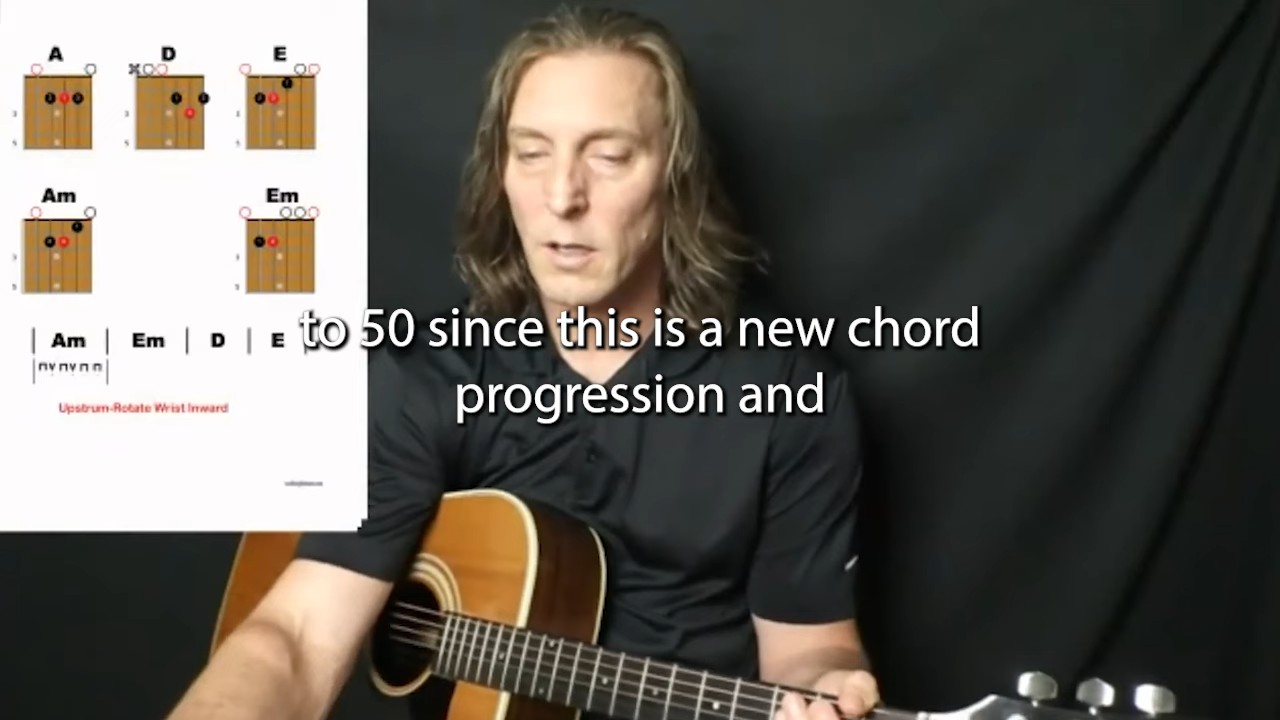 A D E
Am Em
Am Em D E
Upstrum-Rotate Wrist Inward
to 50 since this is a new chord
progression and